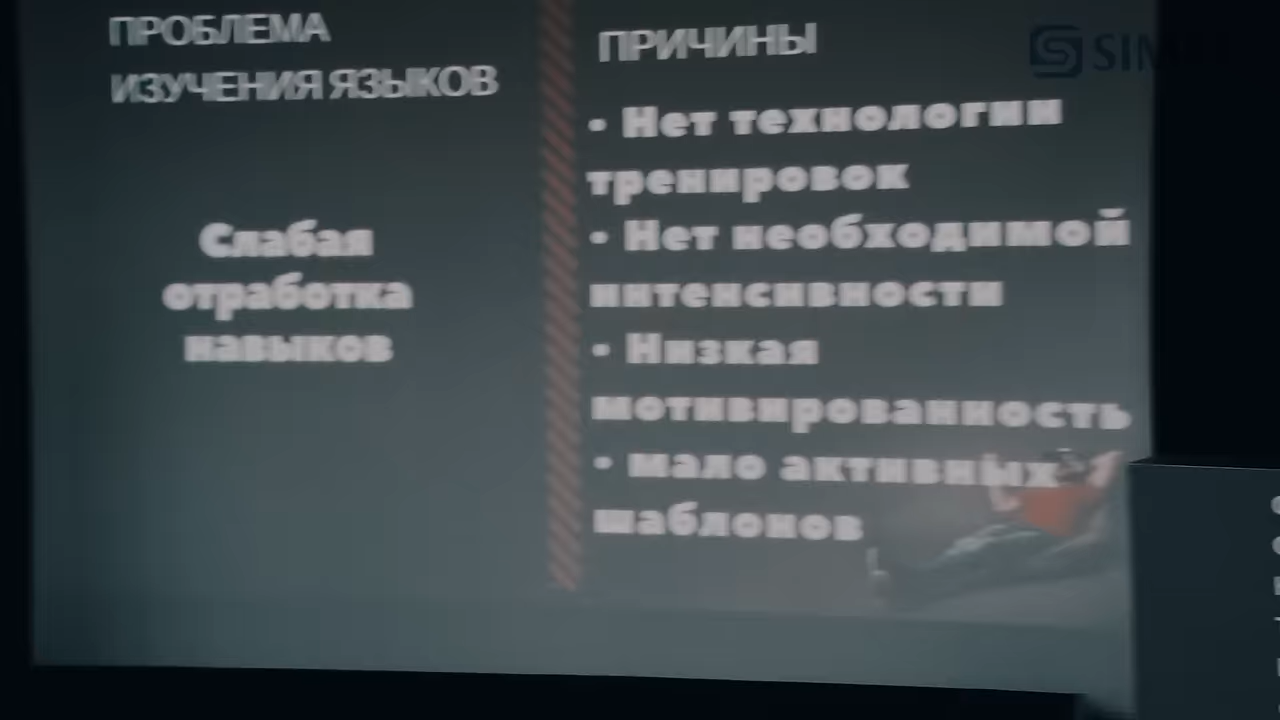 ПРОБЛЕМА
ИЗУЧЕНИЯ ЯЗЫКОВ
Слабая
отработка
навыков
ПРИЧИНЫ
• Нет технологии
тренировок
• Нет необходимой
интенсивности
• Низкая
мотивированность
• мало активных
шаблонов